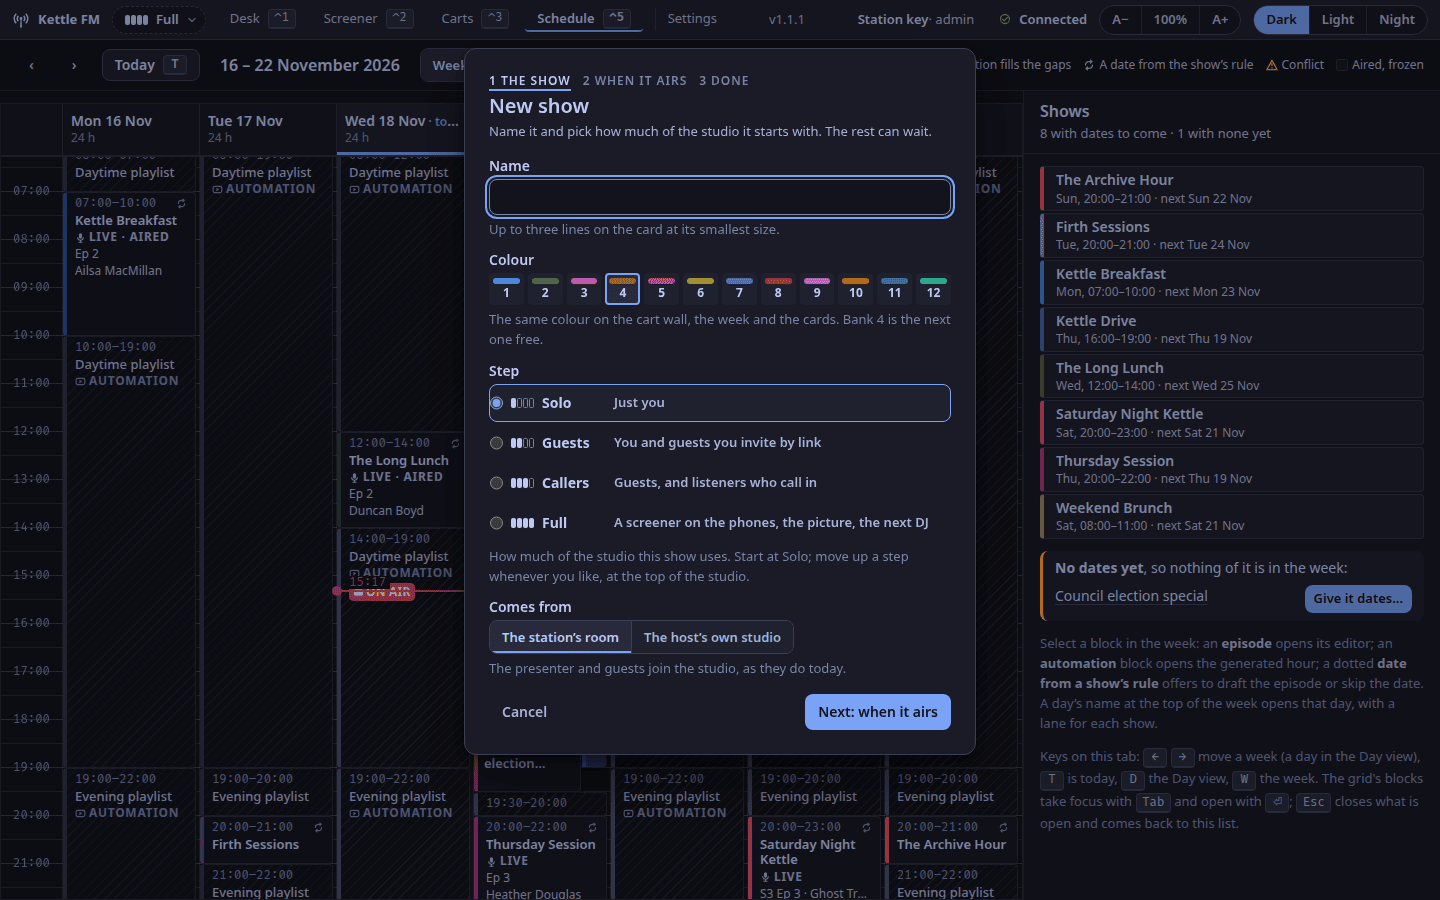 Kettle FM
Full
Desk ^1
Screener ^2
Carts ^3
Schedule ^5
Settings
v1.1.1
Station key · admin
Connected
A−
100%
A+
Dark
Light
Night
‹
›
Today T
16 – 22 November 2026
Week
tion fills the gaps
A date from the show's rule
Conflict
Aired, frozen
Mon 16 Nov
24 h
Tue 17 Nov
24 h
Wed 18 Nov · to…
24 h
07:00
08:00
09:00
10:00
11:00
12:00
13:00
14:00
15:00
16:00
17:00
18:00
19:00
20:00
21:00
Daytime playlist
AUTOMATION
07:00–10:00
Kettle Breakfast
LIVE · AIRED
Ep 2
Ailsa MacMillan
10:00–19:00
Daytime playlist
AUTOMATION
19:00–22:00
Evening playlist
AUTOMATION
Daytime playlist
AUTOMATION
19:00–22:00
Evening playlist
20:00–21:00
Firth Sessions
21:00–22:00
Evening playlist
Daytime playlist
AUTOMATION
12:00–14:00
The Long Lunch
LIVE · AIRED
Ep 2
Duncan Boyd
14:00–19:00
Daytime playlist
AUTOMATION
15:17
ON AIR
19:00–22:00
Evening playlist
AUTOMATION
election…
19:30–20:00
20:00–22:00
Thursday Session
LIVE
Ep 3
Heather Douglas
19:00–22:00
Evening playlist
AUTOMATION
19:00–20:00
Evening playlist
20:00–23:00
Saturday Night
Kettle
LIVE
S3 Ep 3 · Ghost Tr…
19:00–20:00
Evening playlist
20:00–21:00
The Archive Hour
21:00–22:00
Evening playlist
1 THE SHOW
2 WHEN IT AIRS
3 DONE
New show
Name it and pick how much of the studio it starts with. The rest can wait.
Name
Up to three lines on the card at its smallest size.
Colour
1 2 3 4 5 6 7 8 9 10 11 12
The same colour on the cart wall, the week and the cards. Bank 4 is the next
one free.
Step
Solo Just you
Guests You and guests you invite by link
Callers Guests, and listeners who call in
Full A screener on the phones, the picture, the next DJ
How much of the studio this show uses. Start at Solo; move up a step
whenever you like, at the top of the studio.
Comes from
The station's room
The host's own studio
The presenter and guests join the studio, as they do today.
Cancel
Next: when it airs
Shows
8 with dates to come · 1 with none yet
The Archive Hour
Sun, 20:00–21:00 · next Sun 22 Nov
Firth Sessions
Tue, 20:00–21:00 · next Tue 24 Nov
Kettle Breakfast
Mon, 07:00–10:00 · next Mon 23 Nov
Kettle Drive
Thu, 16:00–19:00 · next Thu 19 Nov
The Long Lunch
Wed, 12:00–14:00 · next Wed 25 Nov
Saturday Night Kettle
Sat, 20:00–23:00 · next Sat 21 Nov
Thursday Session
Thu, 20:00–22:00 · next Thu 19 Nov
Weekend Brunch
Sat, 08:00–11:00 · next Sat 21 Nov
No dates yet, so nothing of it is in the week:
Council election special
Give it dates…
Select a block in the week: an episode opens its editor; an
automation block opens the generated hour; a dotted date
from a show's rule offers to draft the episode or skip the date.
A day's name at the top of the week opens that day, with a
lane for each show.
Keys on this tab: ← → move a week (a day in the Day view),
T is today, D the Day view, W the week. The grid's blocks
take focus with Tab and open with ⏎; Esc closes what is
open and comes back to this list.